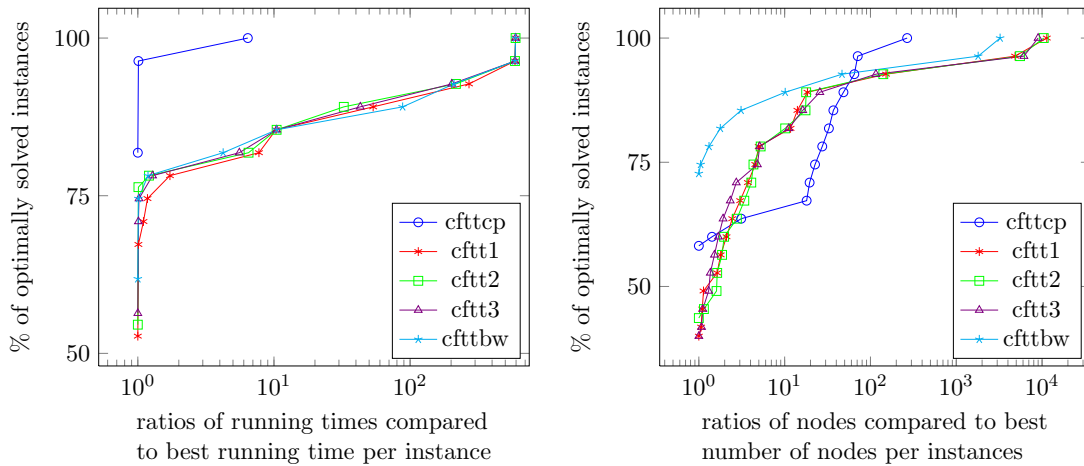 % of optimally solved instances
100
75
50
10^0
10^1
10^2
cfttcp
cftt1
cftt2
cftt3
cfttbw
ratios of running times compared
to best running time per instance
% of optimally solved instances
100
75
50
10^0
10^1
10^2
10^3
10^4
cfttcp
cftt1
cftt2
cftt3
cfttbw
ratios of nodes compared to best
number of nodes per instances